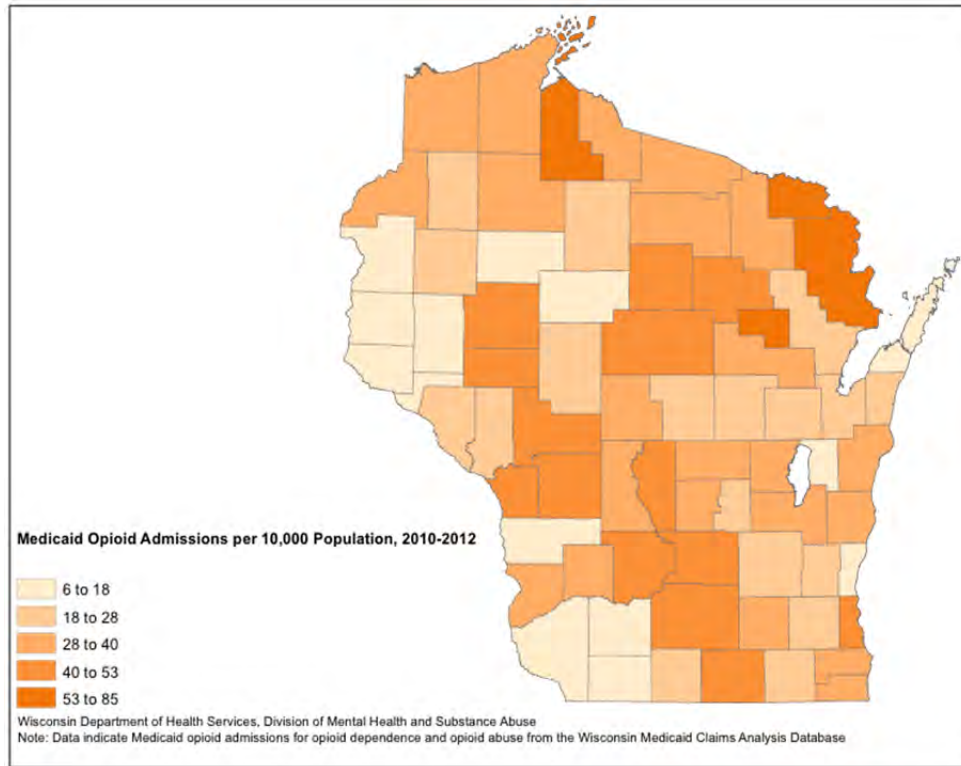 Medicaid Opioid Admissions per 10,000 Population, 2010-2012
6 to 18
18 to 28
28 to 40
40 to 53
53 to 85
Wisconsin Department of Health Services, Division of Mental Health and Substance Abuse
Note: Data indicate Medicaid opioid admissions for opioid dependence and opioid abuse from the Wisconsin Medicaid Claims Analysis Database